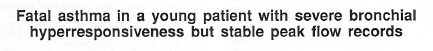 Fatal asthma in a young patient with severe bronchial
hyperresponsiveness but stable peak flow records